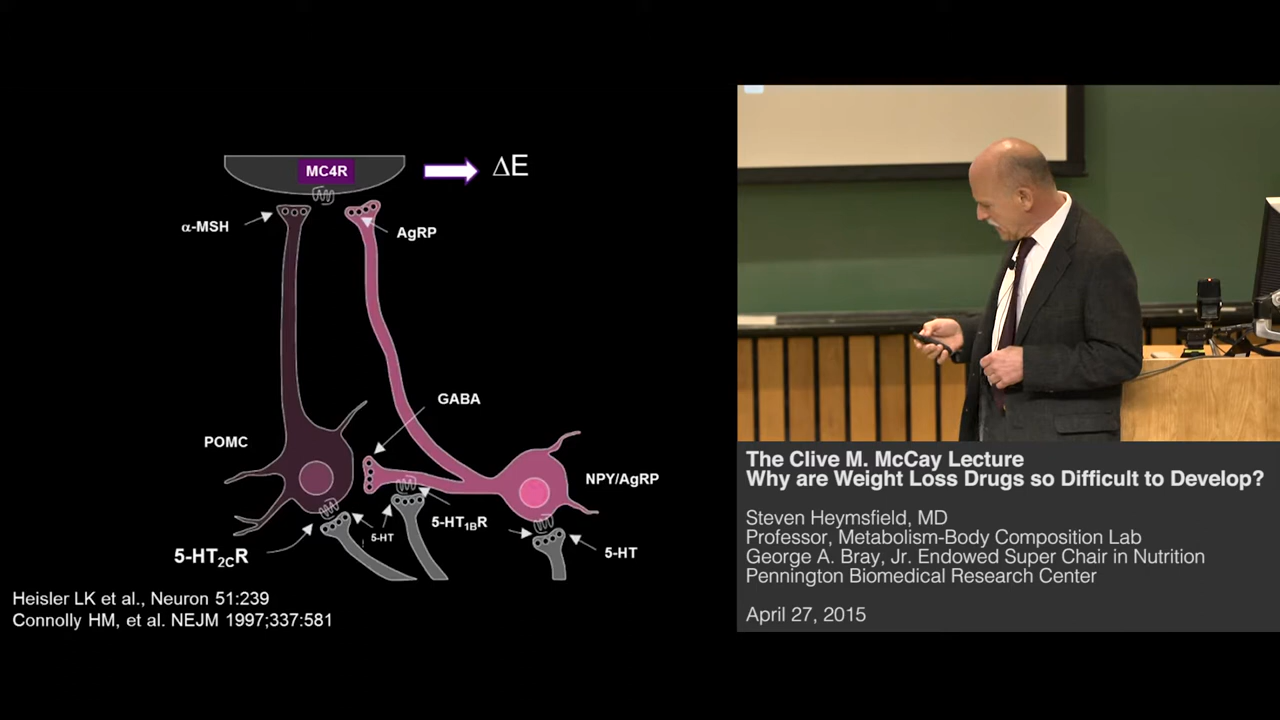 MC4R
ΔE
α-MSH
AgRP
GABA
POMC
NPY/AgRP
5-HT1BR
5-HT
5-HT
5-HT2CR
Heisler LK et al., Neuron 51:239
Connolly HM, et al. NEJM 1997;337:581
The Clive M. McCay Lecture
Why are Weight Loss Drugs so Difficult to Develop?
Steven Heymsfield, MD
Professor, Metabolism-Body Composition Lab
George A. Bray, Jr. Endowed Super Chair in Nutrition
Pennington Biomedical Research Center
April 27, 2015